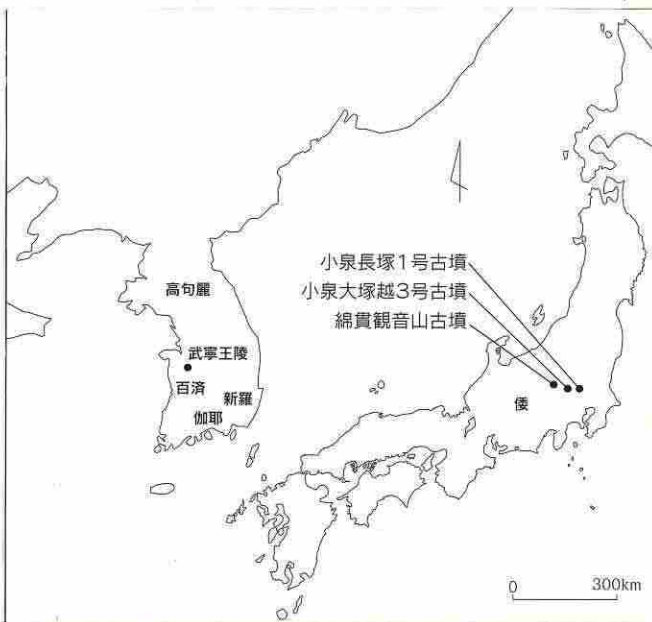 小泉長塚1号古墳
小泉大塚越3号古墳
綿貫観音山古墳
高句麗
武寧王陵
百済
新羅
伽耶
倭
0 300km